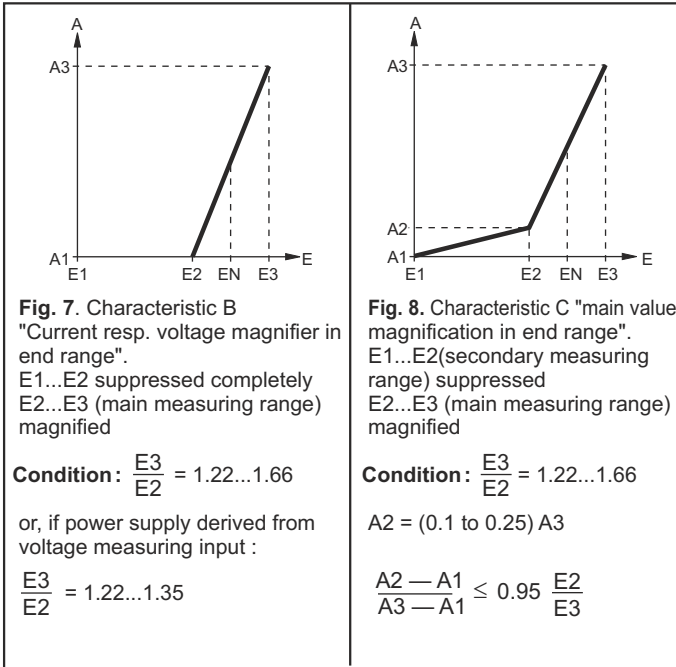 A
A3
A1
E1 E2 EN E3 E
Fig. 7. Characteristic B
"Current resp. voltage magnifier in
end range".
E1...E2 suppressed completely
E2...E3 (main measuring range)
magnified
Condition: E3/E2 = 1.22...1.66
or, if power supply derived from
voltage measuring input :
E3/E2 = 1.22...1.35
A
A3
A2
A1
E1 E2 EN E3 E
Fig. 8. Characteristic C "main value
magnification in end range".
E1...E2(secondary measuring
range) suppressed
E2...E3 (main measuring range)
magnified
Condition: E3/E2 = 1.22...1.66
A2 = (0.1 to 0.25) A3
A2 — A1/A3 — A1 ≤ 0.95 E2/E3